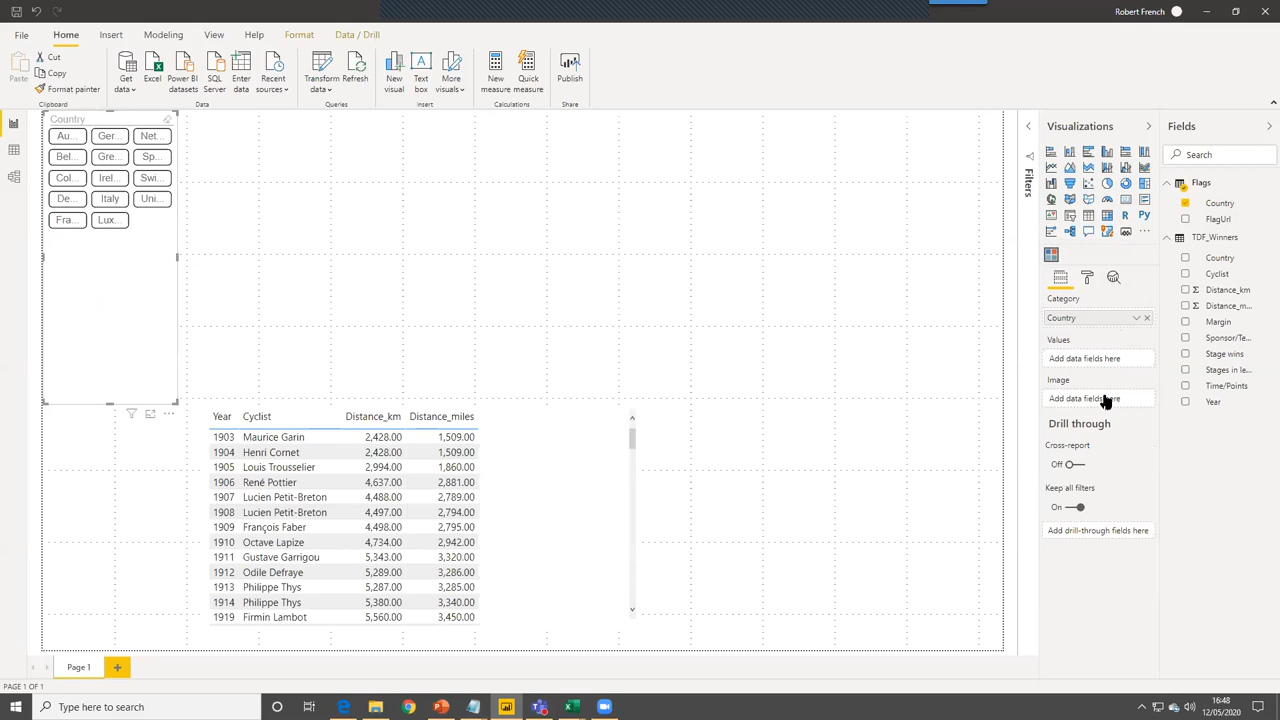 Robert French
File Home Insert Modeling View Help Format Data / Drill
Paste
Cut
Copy
Format painter
Clipboard
Get data
Excel
Power BI datasets
SQL Server
Enter data
Recent sources
Data
Transform data
Refresh
Queries
New visual
Text box
More visuals
Insert
New measure
Quick measure
Calculations
Publish
Share
Country
Au... Ger... Net...
Bel... Gre... Sp...
Col... Irel... Swi...
De... Italy Uni...
Fra... Lux...
Year Cyclist Distance_km Distance_miles
1903 Maurice Garin 2,428.00 1,509.00
1904 Henri Cornet 2,428.00 1,509.00
1905 Louis Trousselier 2,994.00 1,860.00
1906 René Pottier 4,637.00 2,881.00
1907 Lucien Petit-Breton 4,488.00 2,789.00
1908 Lucien Petit-Breton 4,497.00 2,794.00
1909 François Faber 4,498.00 2,795.00
1910 Octave Lapize 4,734.00 2,942.00
1911 Gustave Garrigou 5,343.00 3,320.00
1912 Odile Defraye 5,289.00 3,286.00
1913 Philippe Thys 5,287.00 3,285.00
1914 Philippe Thys 5,380.00 3,340.00
1919 Firmin Lambot 5,560.00 3,450.00
Filters
Visualizations
R Py
Category
Country
Values
Add data fields here
Image
Add data fields here
Drill through
Cross-report
Off
Keep all filters
On
Add drill-through fields here
Fields
Search
Flags
Country
FlagUrl
TDF_Winners
Country
Cyclist
Distance_km
Distance_m...
Margin
Sponsor/Te...
Stage wins
Stages in le...
Time/Points
Year
Page 1
PAGE 1 OF 1
Type here to search
16:48
12/05/2020